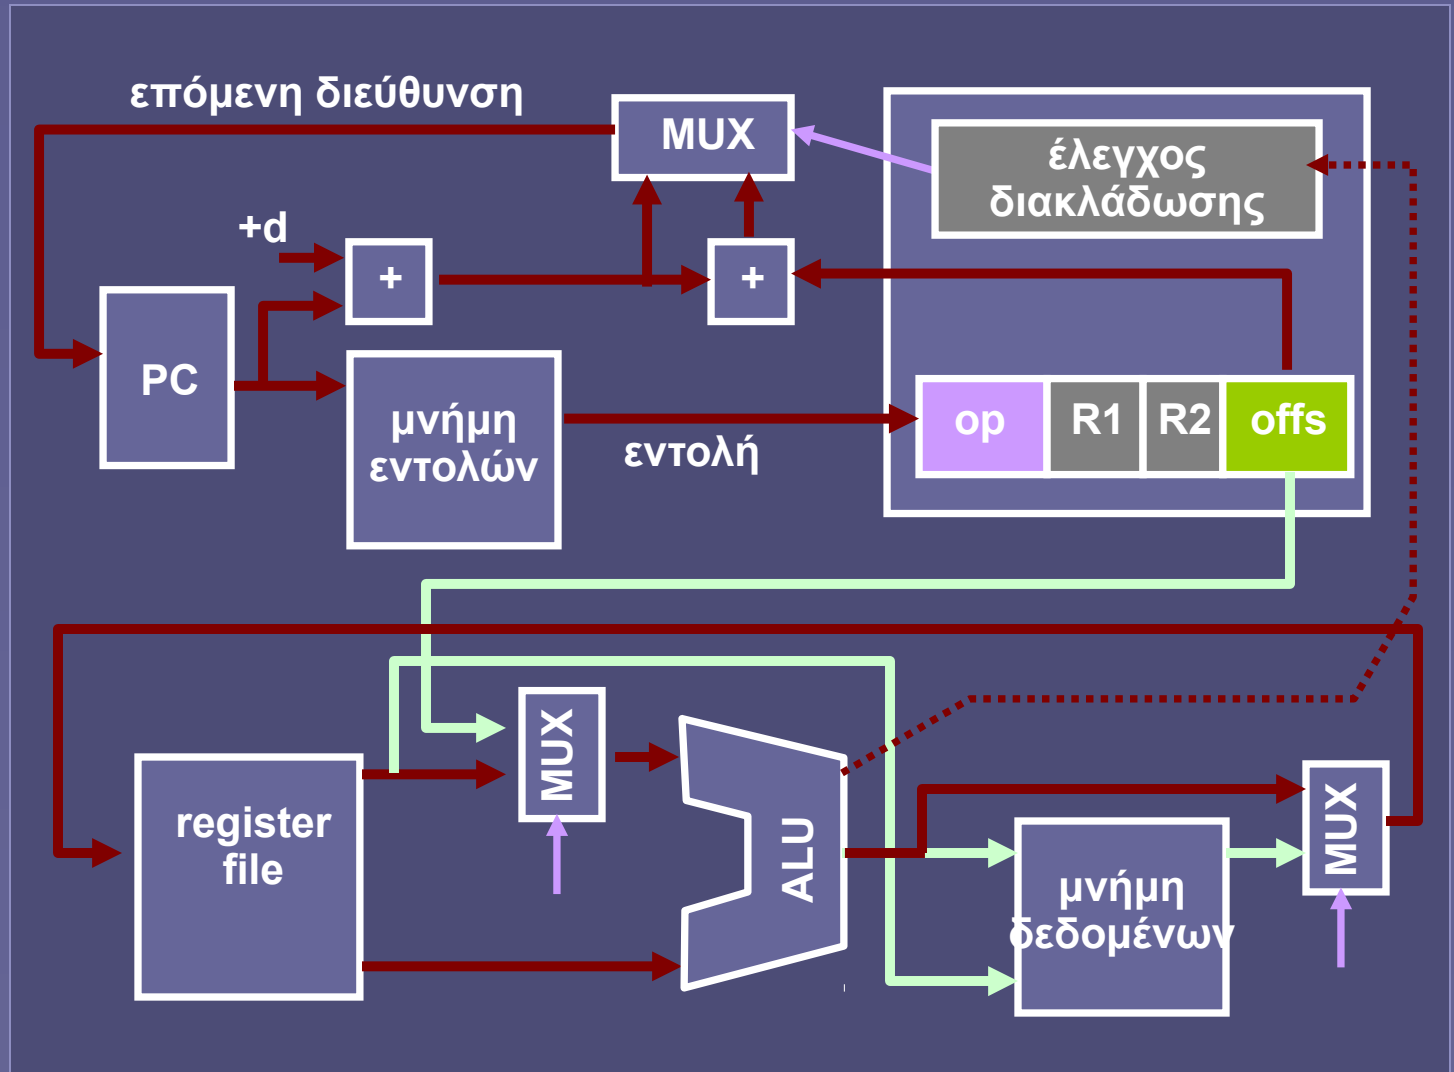 επόμενη διεύθυνση
MUX
έλεγχος
διακλάδωσης
+d
+
+
PC
μνήμη
εντολών
εντολή
op
R1
R2
offs
MUX
register
file
ALU
MUX
μνήμη
δεδομένων